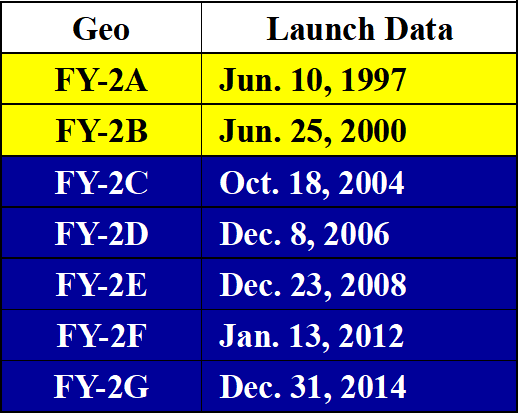 Geo Launch Data
FY-2A Jun. 10, 1997
FY-2B Jun. 25, 2000
FY-2C Oct. 18, 2004
FY-2D Dec. 8, 2006
FY-2E Dec. 23, 2008
FY-2F Jan. 13, 2012
FY-2G Dec. 31, 2014